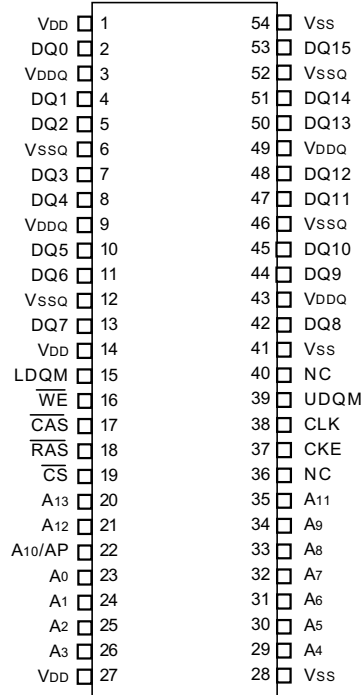 VDD 1 54 VSS
DQ0 2 53 DQ15
VDDQ 3 52 VSSQ
DQ1 4 51 DQ14
DQ2 5 50 DQ13
VSSQ 6 49 VDDQ
DQ3 7 48 DQ12
DQ4 8 47 DQ11
VDDQ 9 46 VSSQ
DQ5 10 45 DQ10
DQ6 11 44 DQ9
VSSQ 12 43 VDDQ
DQ7 13 42 DQ8
VDD 14 41 VSS
LDQM 15 40 NC
W̅E̅ 16 39 UDQM
C̅A̅S̅ 17 38 CLK
R̅A̅S̅ 18 37 CKE
C̅S̅ 19 36 NC
A13 20 35 A11
A12 21 34 A9
A10/AP 22 33 A8
A0 23 32 A7
A1 24 31 A6
A2 25 30 A5
A3 26 29 A4
VDD 27 28 VSS